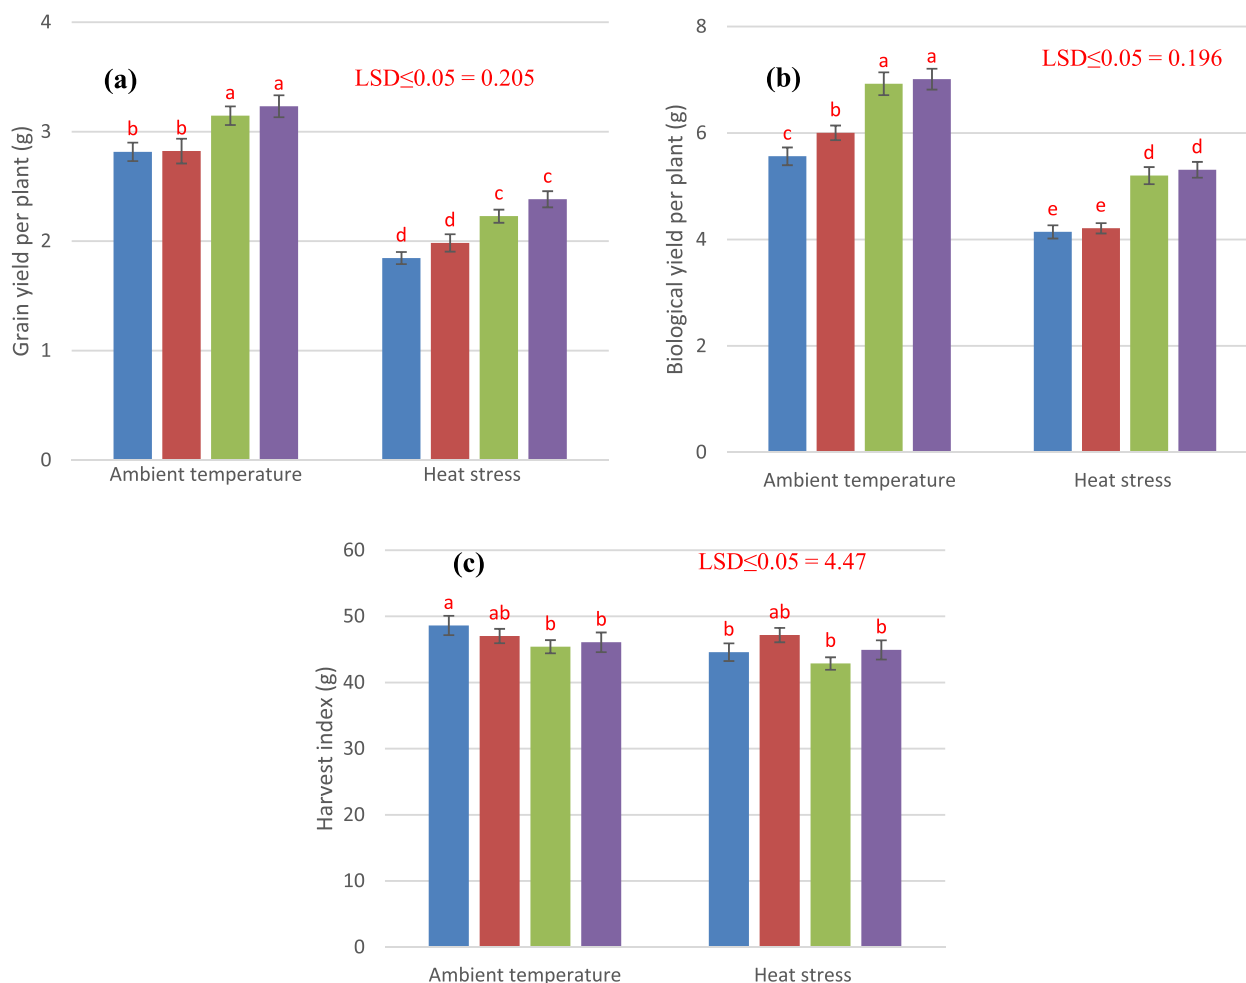 4
(a)
LSD≤0.05 = 0.205
a
a
b
b
3
c
c
d
d
2
1
0
Grain yield per plant (g)
Ambient temperature
Heat stress
8
(b)
LSD≤0.05 = 0.196
a
a
b
c
6
d
d
e
e
4
2
0
Biological yield per plant (g)
Ambient temperature
Heat stress
60
(c)
LSD≤0.05 = 4.47
a
ab
b
b
b
ab
b
b
50
40
30
20
10
0
Harvest index (g)
Ambient temperature
Heat stress